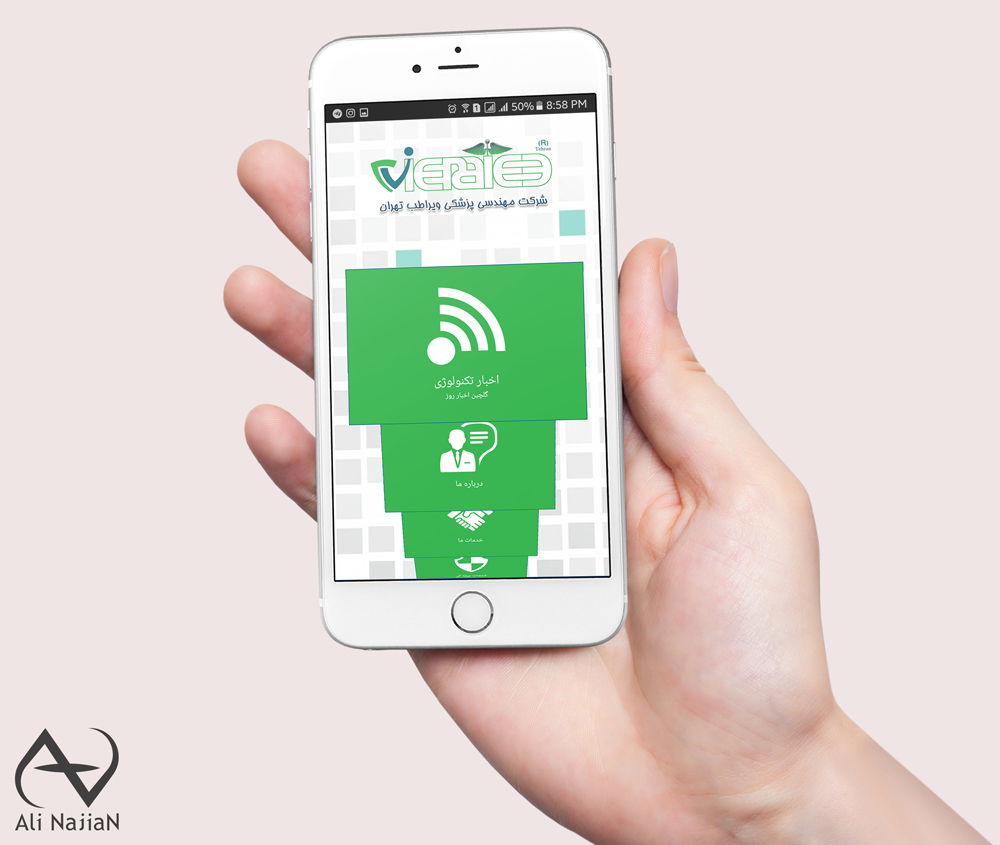 50% 8:58 PM
(R)
Tehran
شرکت مهندسی پزشکی ویراطب تهران
اخبار تکنولوژی
گلچین اخبار روز
درباره ما
خدمات ما
Ali NajiaN